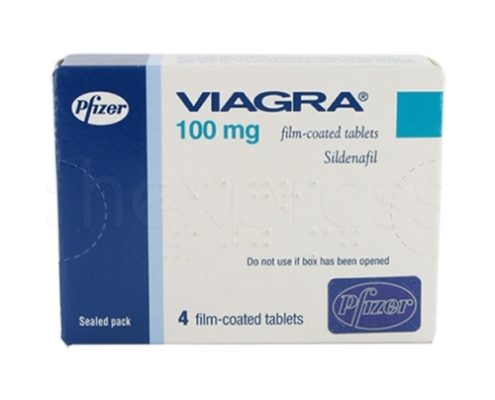 Pfizer
VIAGRA®
100 mg film-coated tablets
Sildenafil
Do not use if box has been opened
Pfizer
Sealed pack
4 film-coated tablets